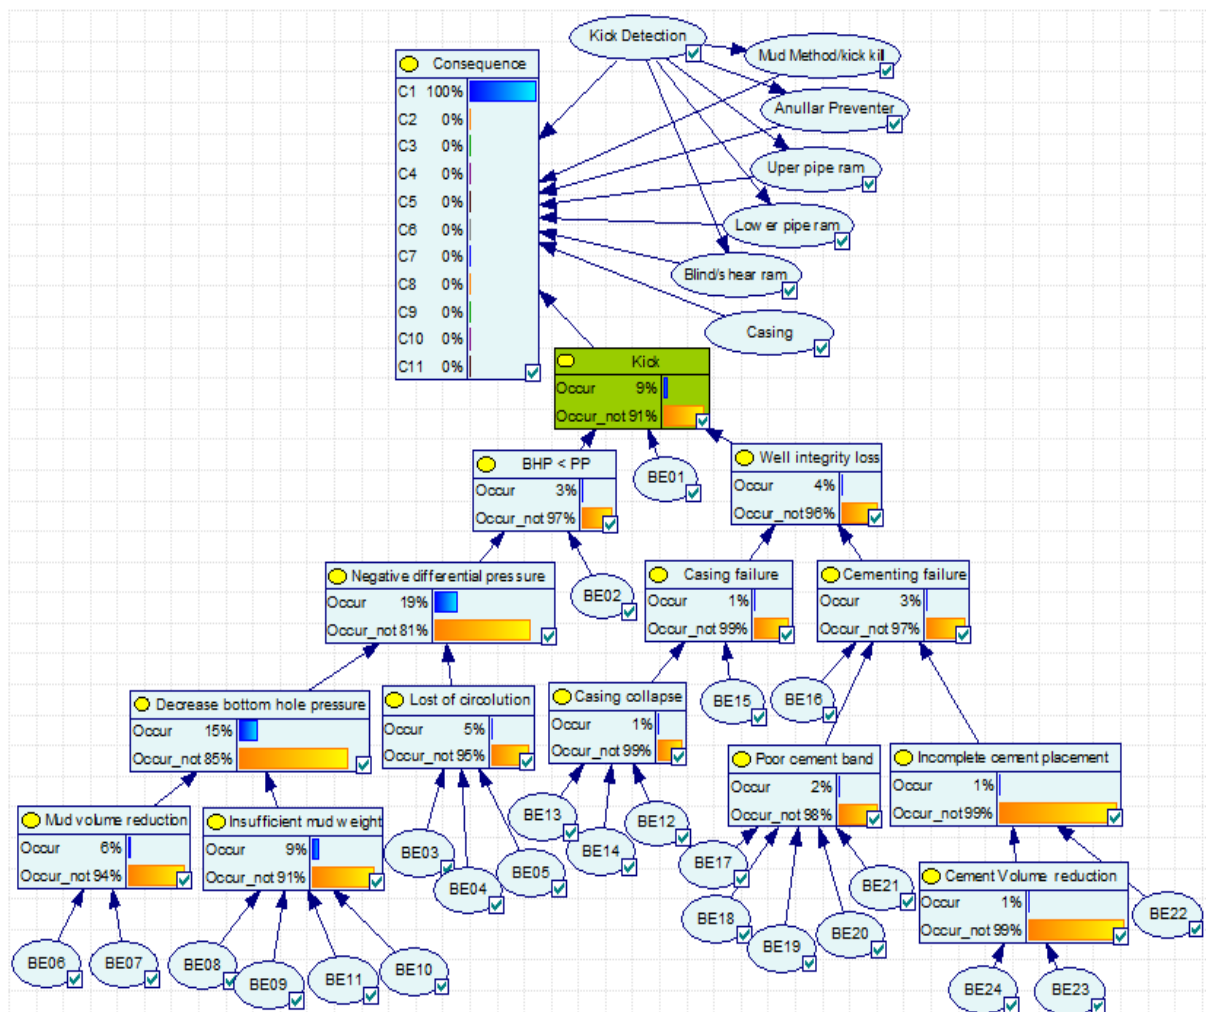 Kick Detection
Mud Method/kick kill
Anullar Preventer
Uper pipe ram
Low er pipe ram
Blind/s hear ram
Casing
Consequence
C1 100%
C2 0%
C3 0%
C4 0%
C5 0%
C6 0%
C7 0%
C8 0%
C9 0%
C10 0%
C11 0%
Kick
Occur 9%
Occur_not 91%
BHP < PP
Occur 3%
Occur_not 97%
BE01
Well integrity loss
Occur 4%
Occur_not 96%
Negative differential pressure
Occur 19%
Occur_not 81%
BE02
Casing failure
Occur 1%
Occur_not 99%
Cementing failure
Occur 3%
Occur_not 97%
Decrease bottom hole pressure
Occur 15%
Occur_not 85%
Lost of circolution
Occur 5%
Occur_not 95%
Casing collapse
Occur 1%
Occur_not 99%
BE15
BE16
Poor cement band
Occur 2%
Occur_not 98%
Incomplete cement placement
Occur 1%
Occur_not 99%
Mud volume reduction
Occur 6%
Occur_not 94%
Insufficient mud weight
Occur 9%
Occur_not 91%
BE03
BE04
BE05
BE13
BE14
BE12
BE17
BE18
BE19
BE20
BE21
Cement Volume reduction
Occur 1%
Occur_not 99%
BE22
BE06
BE07
BE08
BE09
BE11
BE10
BE24
BE23